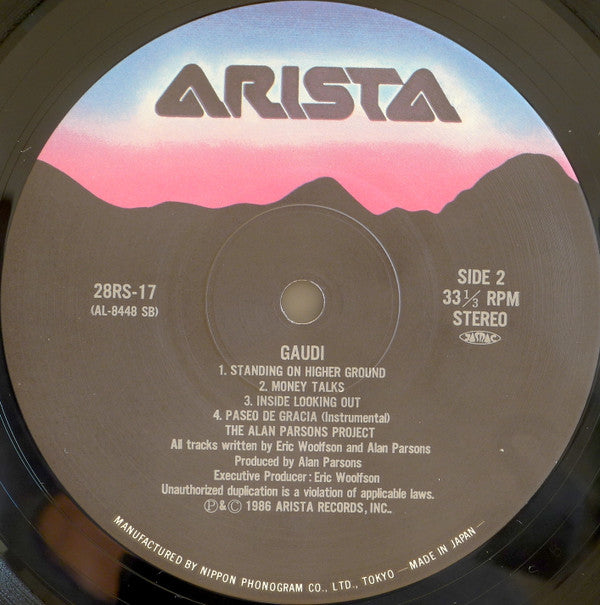 ARISTA
28RS-17
(AL-8448 SB)
SIDE 2
33 1/3 RPM
STEREO
JASRAC
GAUDI
1. STANDING ON HIGHER GROUND
2. MONEY TALKS
3. INSIDE LOOKING OUT
4. PASEO DE GRACIA (Instrumental)
THE ALAN PARSONS PROJECT
All tracks written by Eric Woolfson and Alan Parsons
Produced by Alan Parsons
Executive Producer: Eric Woolfson
Unauthorized duplication is a violation of applicable laws.
Ⓟ&Ⓒ 1986 ARISTA RECORDS, INC..
MANUFACTURED BY NIPPON PHONOGRAM CO., LTD., TOKYO —MADE IN JAPAN—